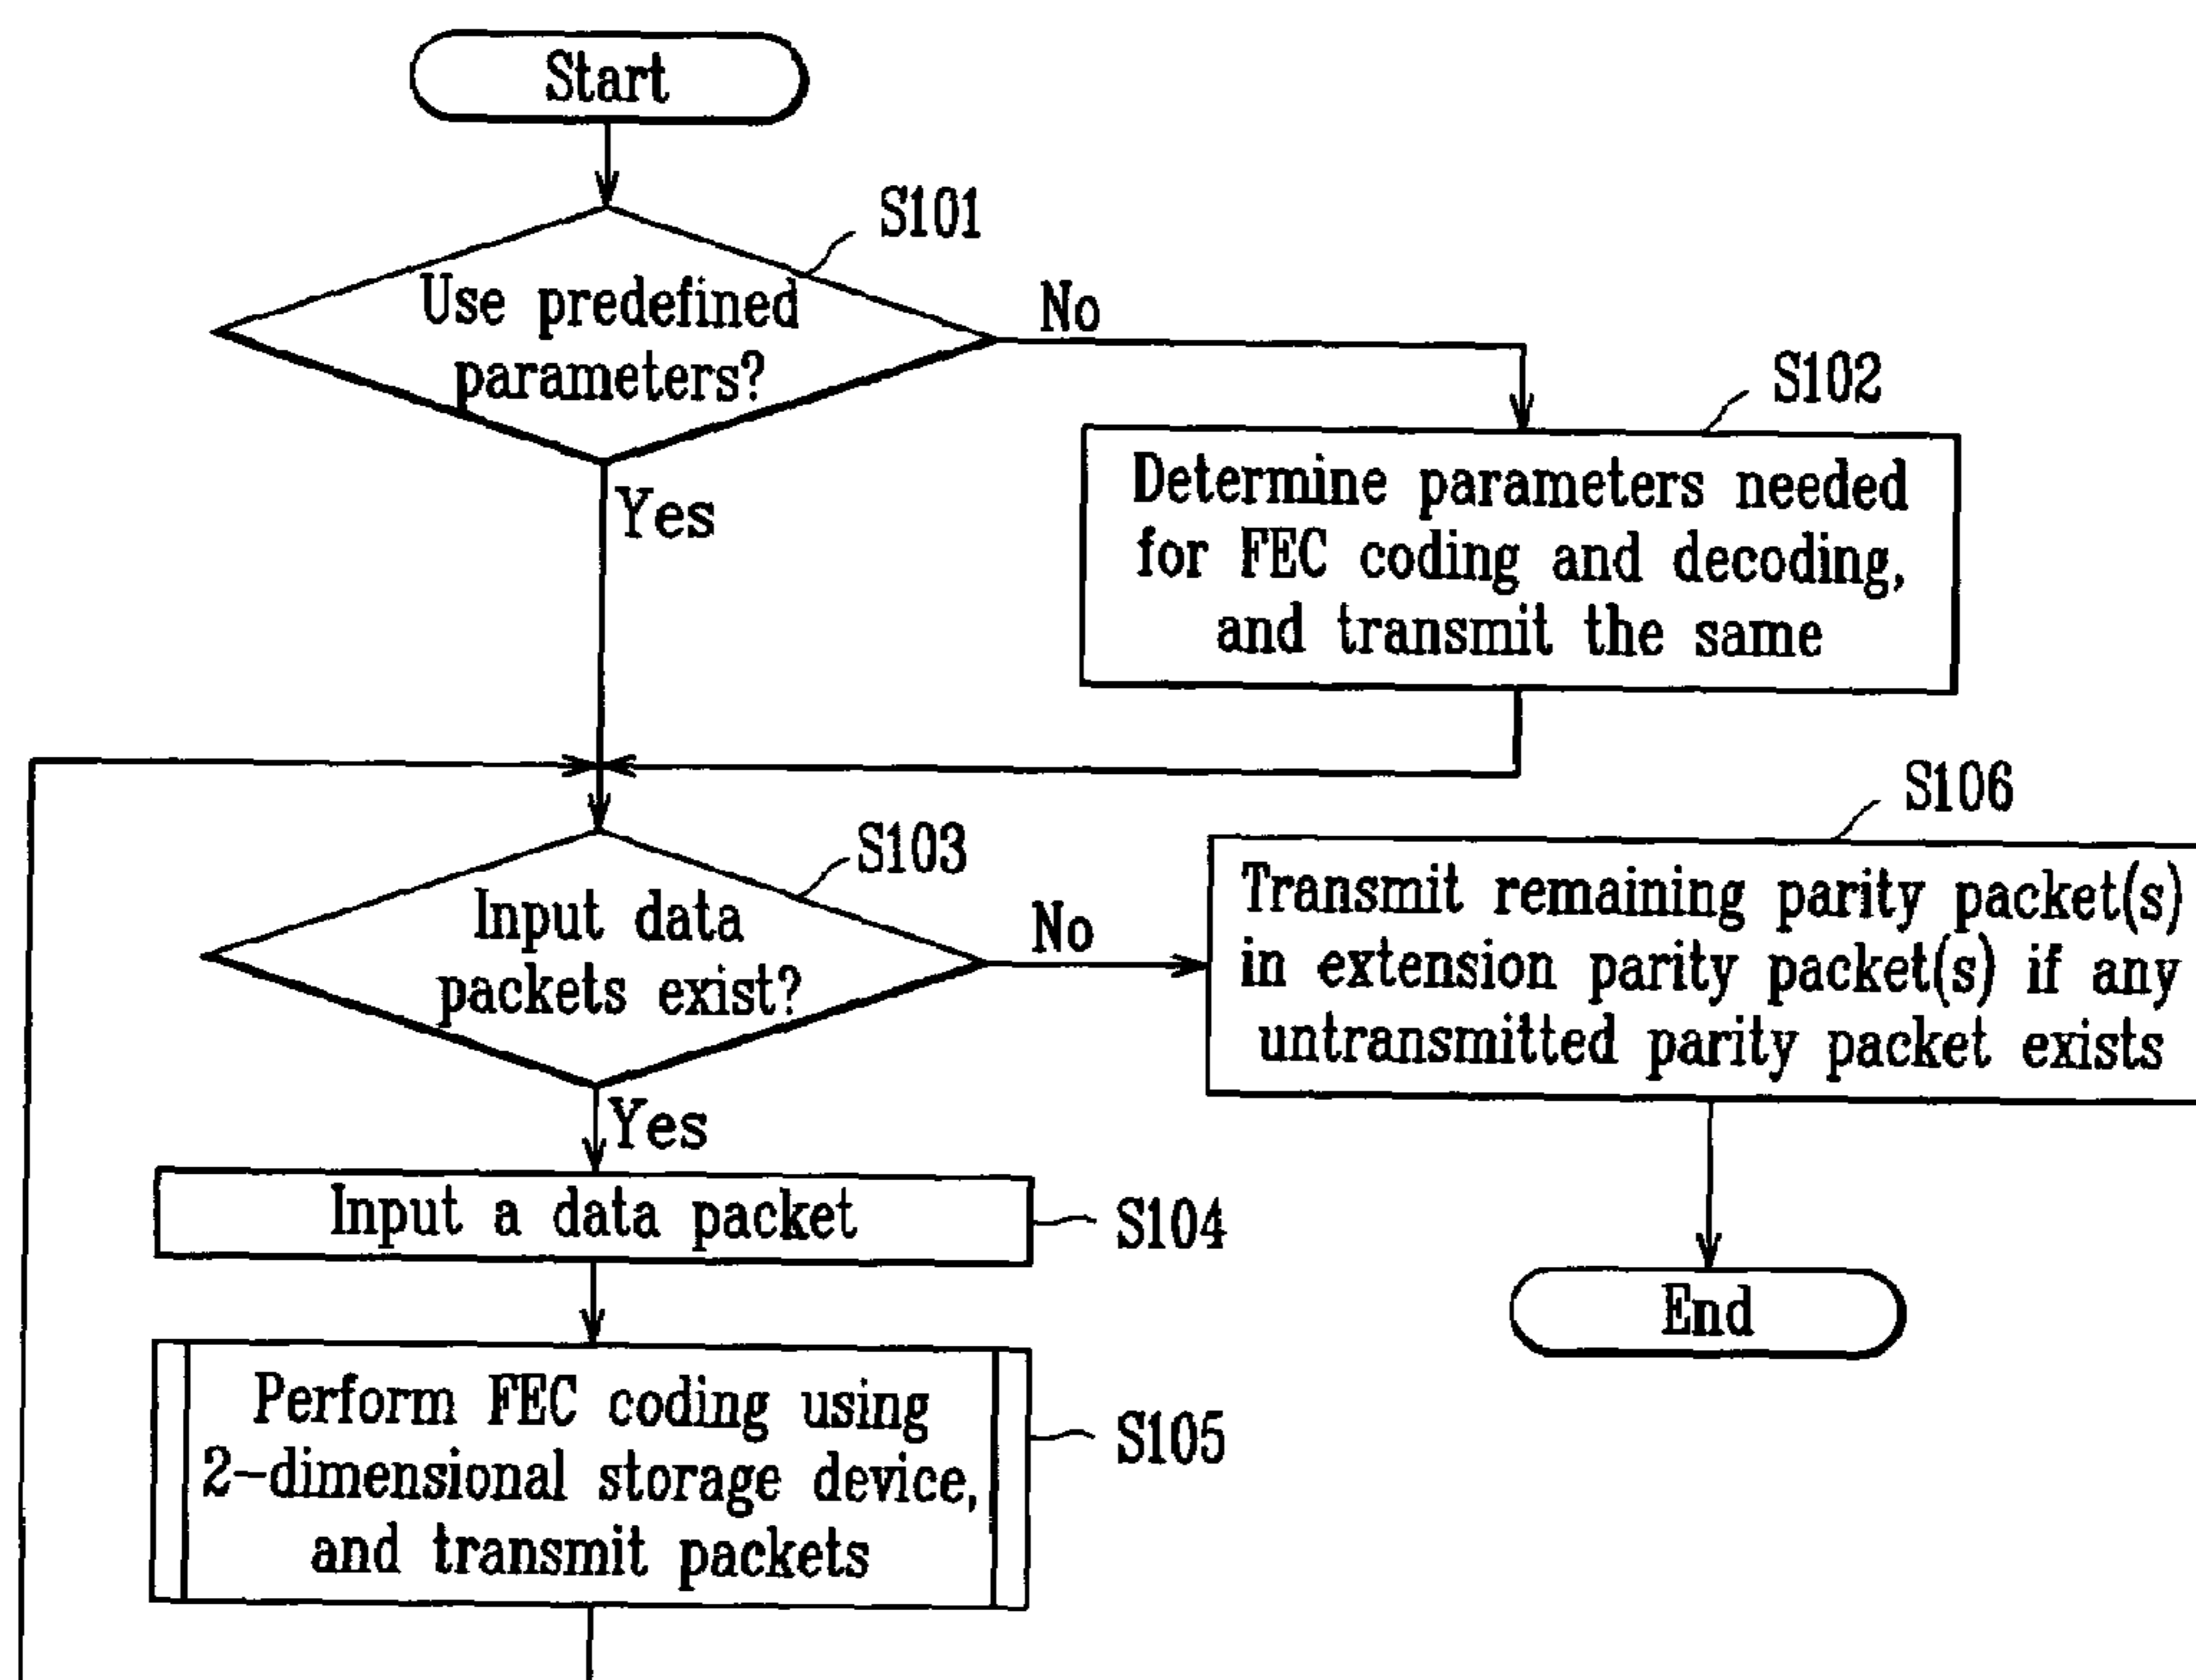 Start
S101
Use predefined
parameters?
No
Yes
S102
Determine parameters needed
for FEC coding and decoding,
and transmit the same
S103
Input data
packets exist?
No
Yes
S106
Transmit remaining parity packet(s)
in extension parity packet(s) if any
untransmitted parity packet exists
Input a data packet
S104
End
Perform FEC coding using
2-dimensional storage device,
and transmit packets
S105